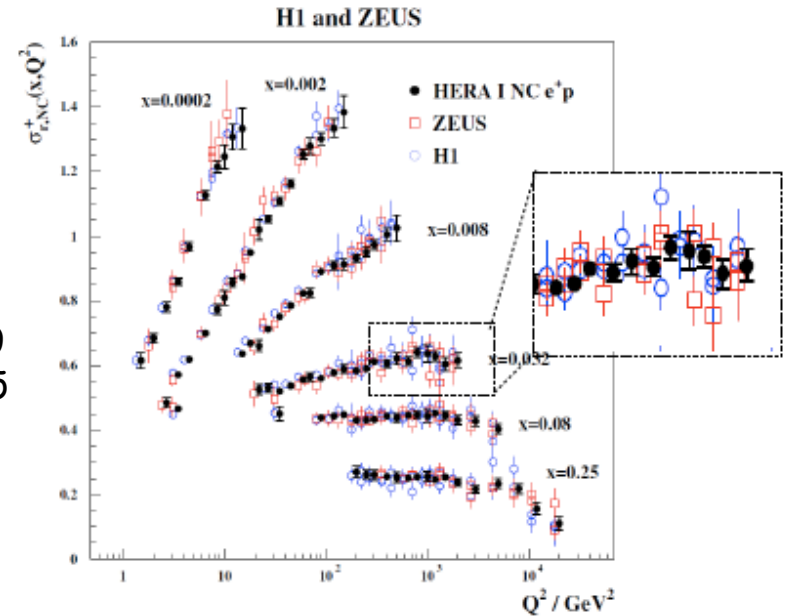 H1 and ZEUS
σ⁺r,NC(x,Q²)
1.6
1.4
1.2
1
0.8
0.6
0.4
0.2
0
x=0.0002
x=0.002
HERA I NC e⁺p
ZEUS
H1
x=0.008
x=0.032
x=0.08
x=0.25
1
10
10²
10³
10⁴
Q² / GeV²